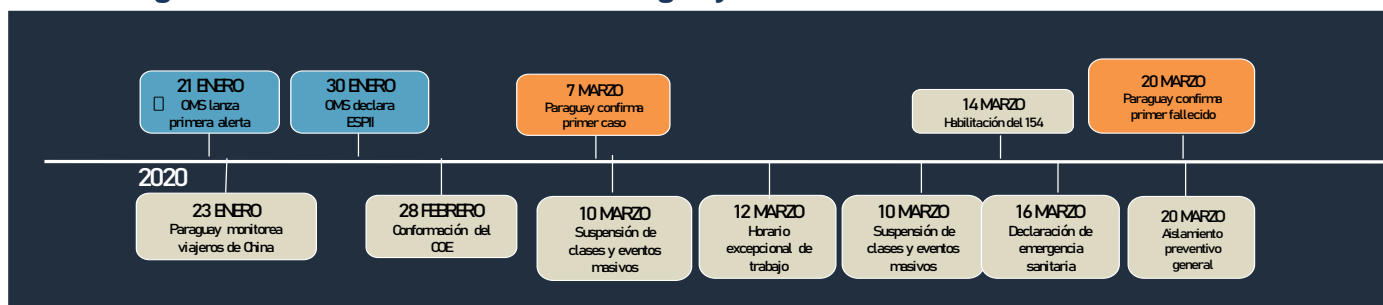 21 ENERO
OMS lanza
primera alerta
30 ENERO
OMS declara
ESPII
7 MARZO
Paraguay confirma
primer caso
14 MARZO
Habilitación del 154
20 MARZO
Paraguay confirma
primer fallecido
2020
23 ENERO
Paraguay monitorea
viajeros de China
28 FEBRERO
Conformación del
COE
10 MARZO
Suspensión de
clases y eventos
masivos
12 MARZO
Horario
excepcional de
trabajo
10 MARZO
Suspensión de
clases y eventos
masivos
16 MARZO
Declaración de
emergencia
sanitaria
20 MARZO
Aislamiento
preventivo
general